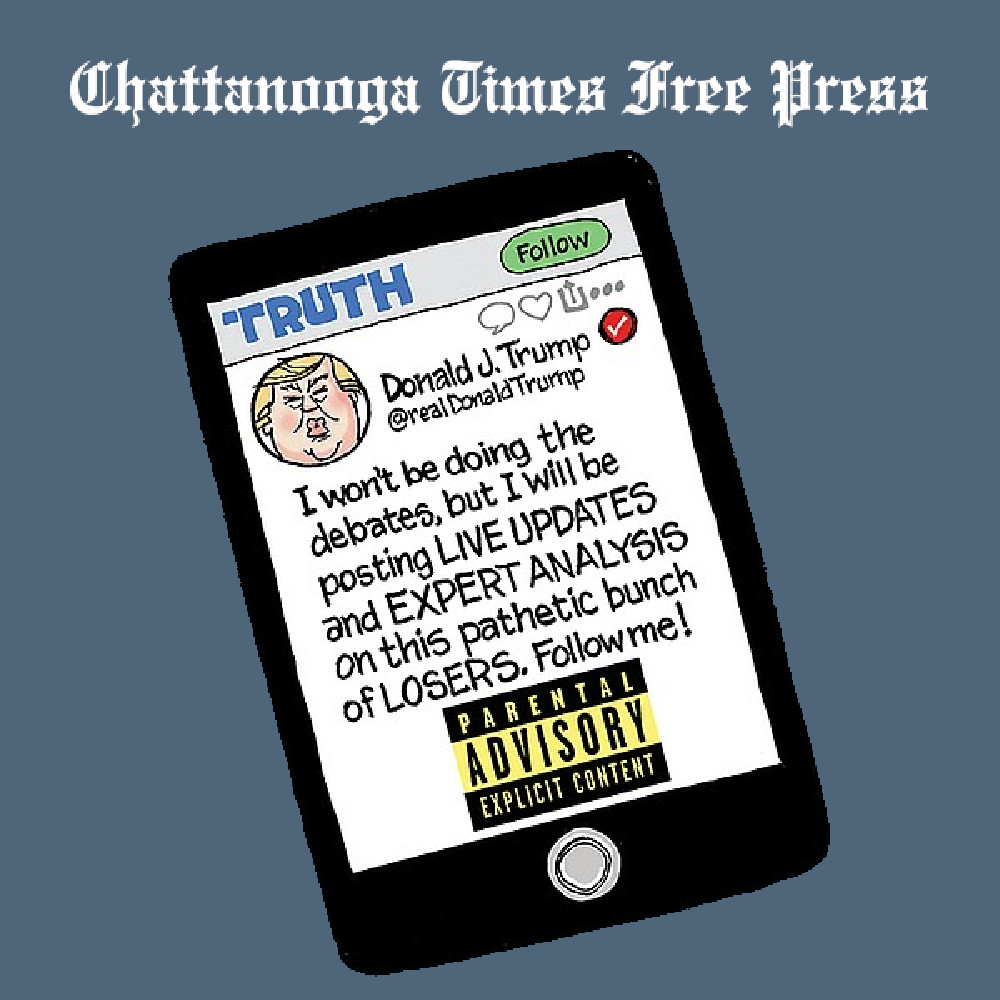 Chattanooga Times Free Press
Follow
TRUTH
Donald J. Trump
@realDonaldTrump
I won't be doing the
debates, but I will be
posting LIVE UPDATES
and EXPERT ANALYSIS
on this pathetic bunch
of LOSERS. Follow me!
PARENTAL
ADVISORY
EXPLICIT CONTENT